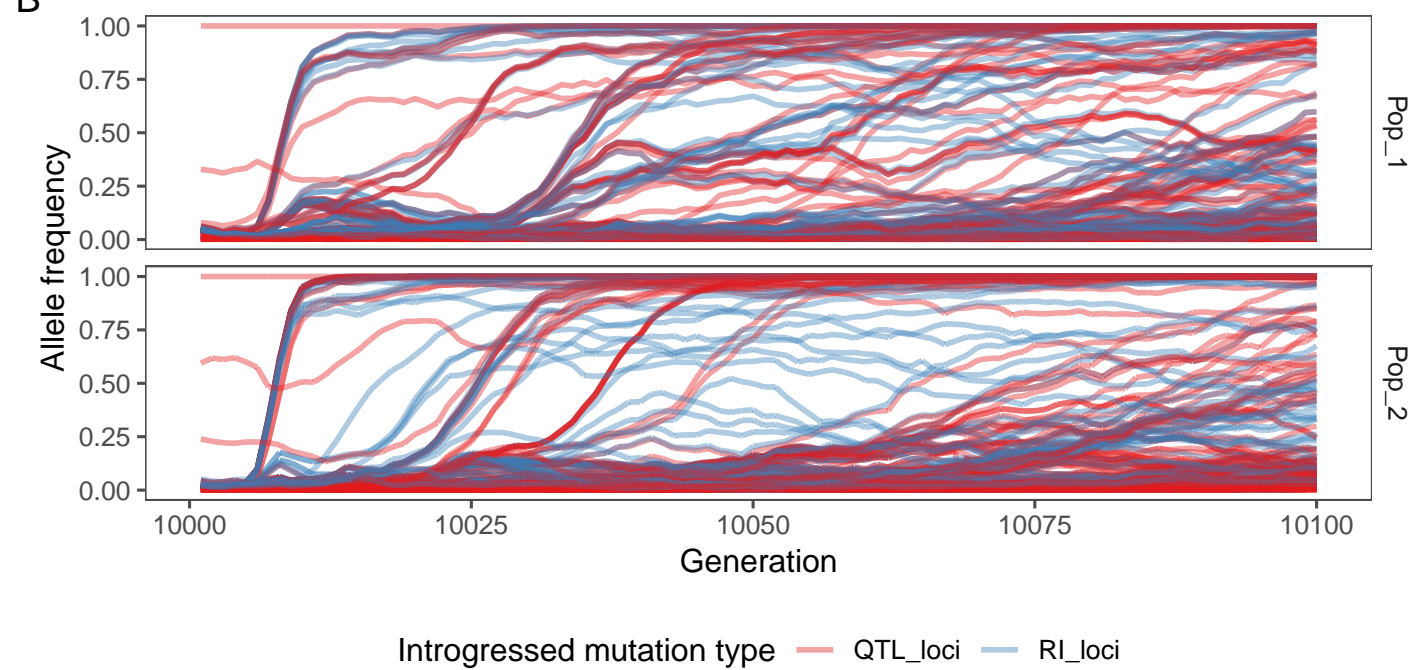 B
1.00
0.75
0.50
0.25
0.00
Pop_1
Allele frequency
1.00
0.75
0.50
0.25
0.00
Pop_2
10000 10025 10050 10075 10100
Generation
Introgressed mutation type QTL_loci RI_loci